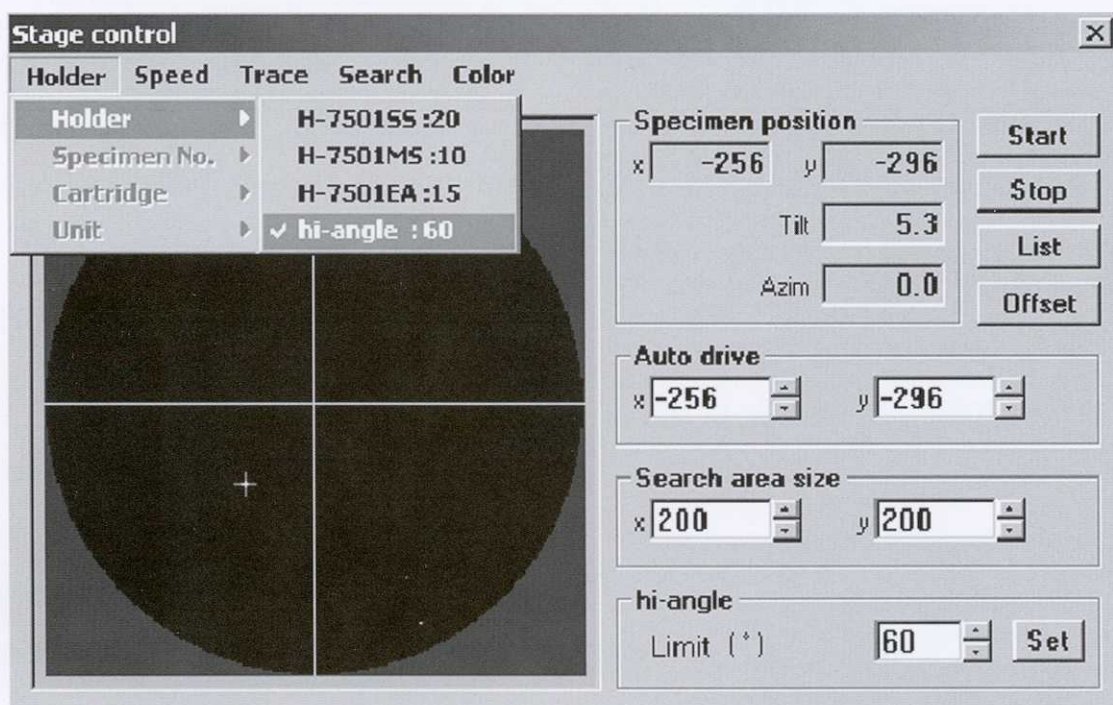 Stage control
Holder Speed Trace Search Color
Holder
Specimen No.
Cartridge
Unit
H-7501SS :20
H-7501MS :10
H-7501EA :15
hi-angle :60
Specimen position
x -256 y -296
Tilt 5.3
Azim 0.0
Start
Stop
List
Offset
Auto drive
x -256 y -296
Search area size
x 200 y 200
hi-angle
Limit (°) 60 Set